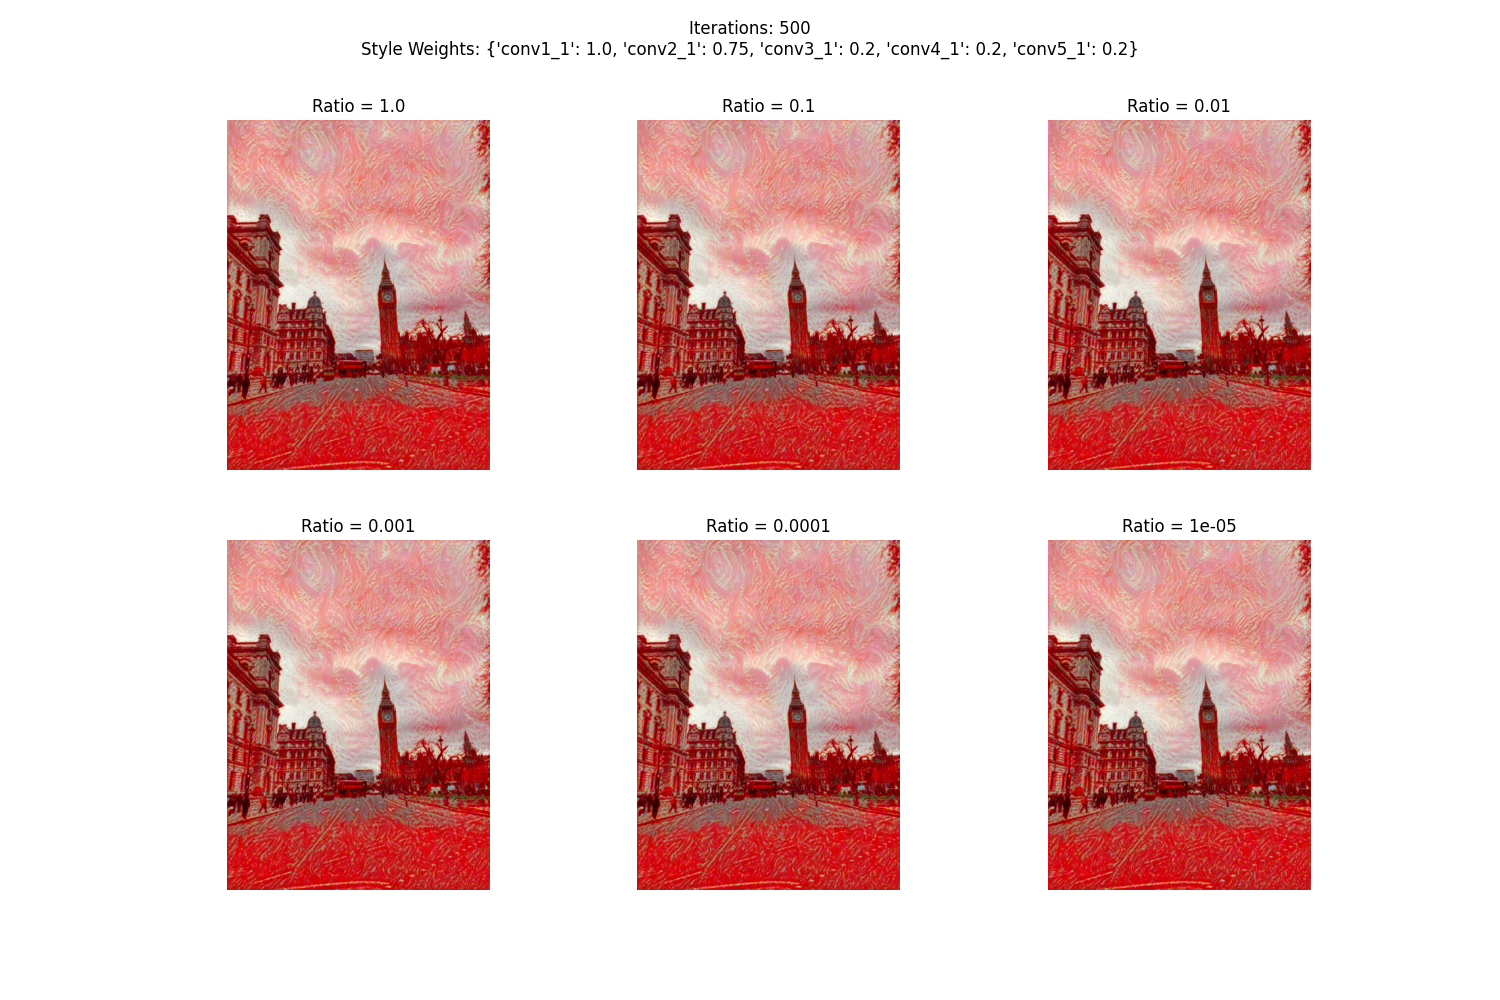 Iterations: 500
Style Weights: {'conv1_1': 1.0, 'conv2_1': 0.75, 'conv3_1': 0.2, 'conv4_1': 0.2, 'conv5_1': 0.2}
Ratio = 1.0
Ratio = 0.1
Ratio = 0.01
Ratio = 0.001
Ratio = 0.0001
Ratio = 1e-05